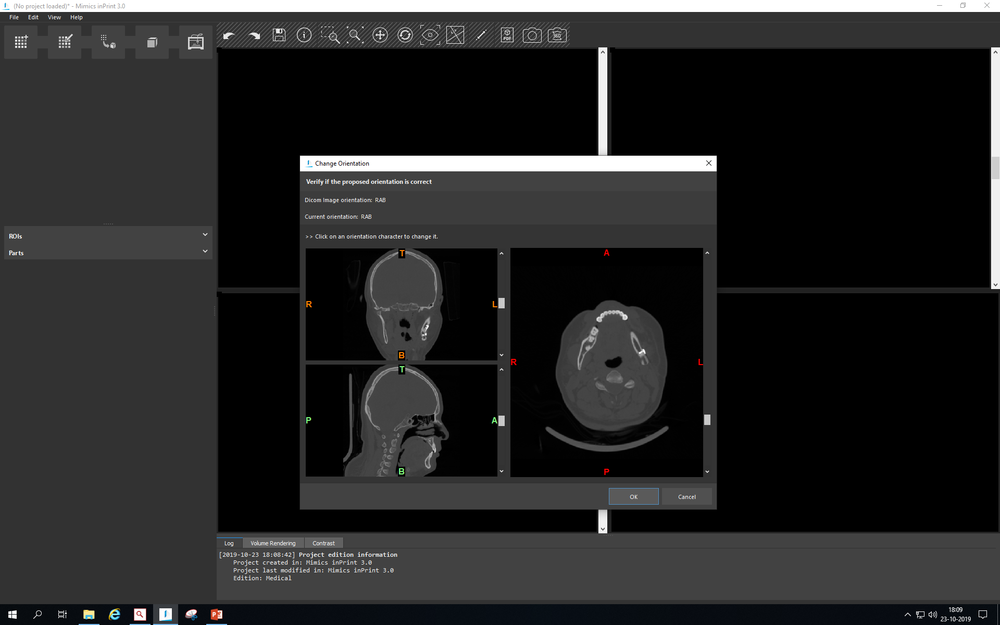 (No project loaded)* - Mimics inPrint 3.0
File Edit View Help
PDF
360
ROIs
Parts
Change Orientation
Verify if the proposed orientation is correct
Dicom Image orientation: RAB
Current orientation: RAB
>> Click on an orientation character to change it.
T
R L
B
T
P A
B
A
R L
P
OK Cancel
Log Volume Rendering Contrast
[2019-10-23 18:08:42] Project edition information
Project created in: Mimics inPrint 3.0
Project last modified in: Mimics inPrint 3.0
Edition: Medical
18:09
23-10-2019